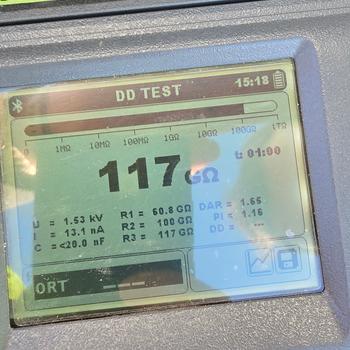 DD TEST 15:18
0 1MΩ 10MΩ 100MΩ 1GΩ 10GΩ 100GΩ 1TΩ
117 GΩ t: 01:00
U = 1.53 kV R1 = 60.8 GΩ DAR = 1.65
I = 13.1 nA R2 = 100 GΩ PI = 1.16
C = <20.0 nF R3 = 117 GΩ DD = ---
ORT ---